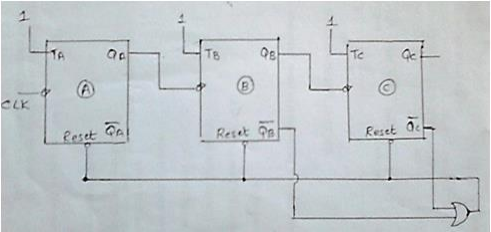 1 1 1
TA QA TB QB TC QC
CLK A B C
Reset Q̅A Reset Q̅B Reset Q̅C